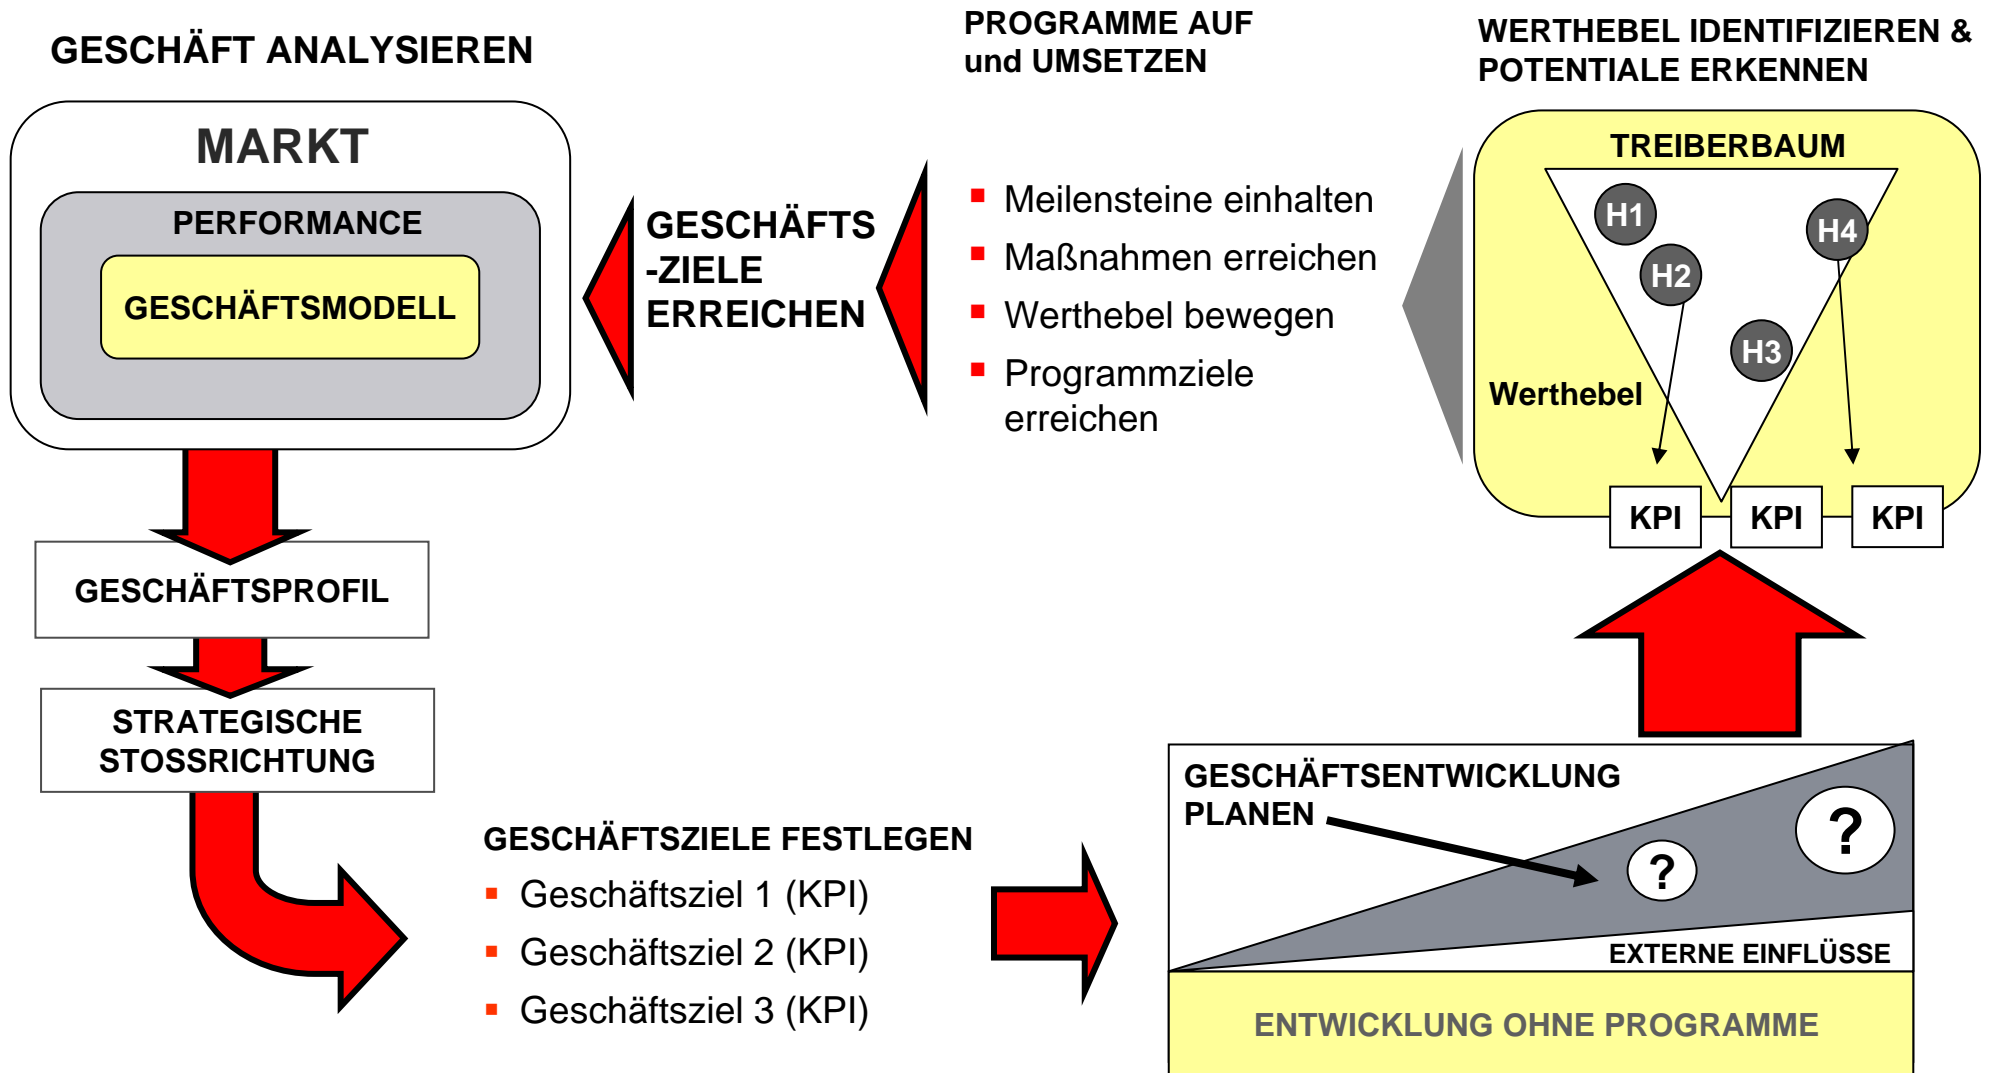 GESCHÄFT ANALYSIEREN
MARKT
PERFORMANCE
GESCHÄFTSMODELL
GESCHÄFTSPROFIL
STRATEGISCHE
STOSSRICHTUNG
GESCHÄFTSZIELE FESTLEGEN
Geschäftsziel 1 (KPI)
Geschäftsziel 2 (KPI)
Geschäftsziel 3 (KPI)
GESCHÄFTSENTWICKLUNG
PLANEN
?
?
EXTERNE EINFLÜSSE
ENTWICKLUNG OHNE PROGRAMME
WERTHEBEL IDENTIFIZIEREN &
POTENTIALE ERKENNEN
TREIBERBAUM
H1
H2
H3
H4
Werthebel
KPI
KPI
KPI
PROGRAMME AUF
und UMSETZEN
Meilensteine einhalten
Maßnahmen erreichen
Werthebel bewegen
Programmziele
erreichen
GESCHÄFTS
-ZIELE
ERREICHEN